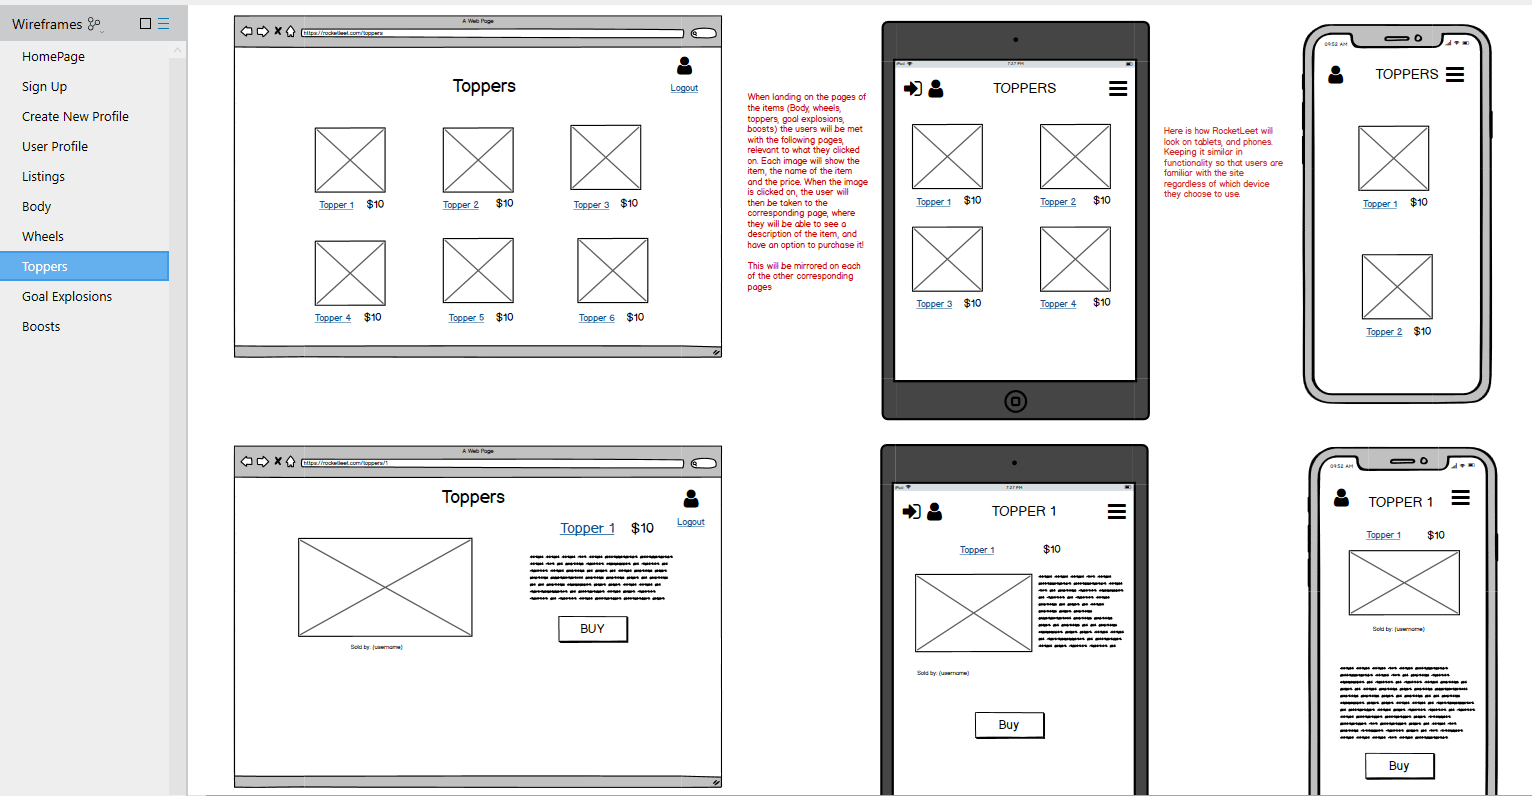 Wireframes
HomePage
Sign Up
Create New Profile
User Profile
Listings
Body
Wheels
Toppers
Goal Explosions
Boosts
A Web Page
https://rocketleet.com/toppers
Toppers
Logout
Topper 1 $10
Topper 2 $10
Topper 3 $10
Topper 4 $10
Topper 5 $10
Topper 6 $10
When landing on the pages of
the items (Body, wheels,
toppers, goal explosions,
boosts) the users will be met
with the following pages,
relevant to what they clicked
on. Each image will show the
item, the name of the item
and the price. When the image
is clicked on, the user will
then be taken to the
corresponding page, where
they will be able to see a
description of the item, and
have an option to purchase it!
This will be mirrored on each
of the other corresponding
pages
iPod
7:27 PM
TOPPERS
Topper 1 $10
Topper 2 $10
Topper 3 $10
Topper 4 $10
Here is how RocketLeet will
look on tablets, and phones.
Keeping it similar in
functionality so that users are
familiar with the site
regardless of which device
they choose to use.
09:52 AM
TOPPERS
Topper 1 $10
Topper 2 $10
A Web Page
https://rocketleet.com/toppers/1
Toppers
Logout
Topper 1 $10
BUY
Sold by: (username)
iPod
7:27 PM
TOPPER 1
Topper 1 $10
Sold by: (username)
Buy
09:52 AM
TOPPER 1
Topper 1 $10
Sold by: (username)
Buy